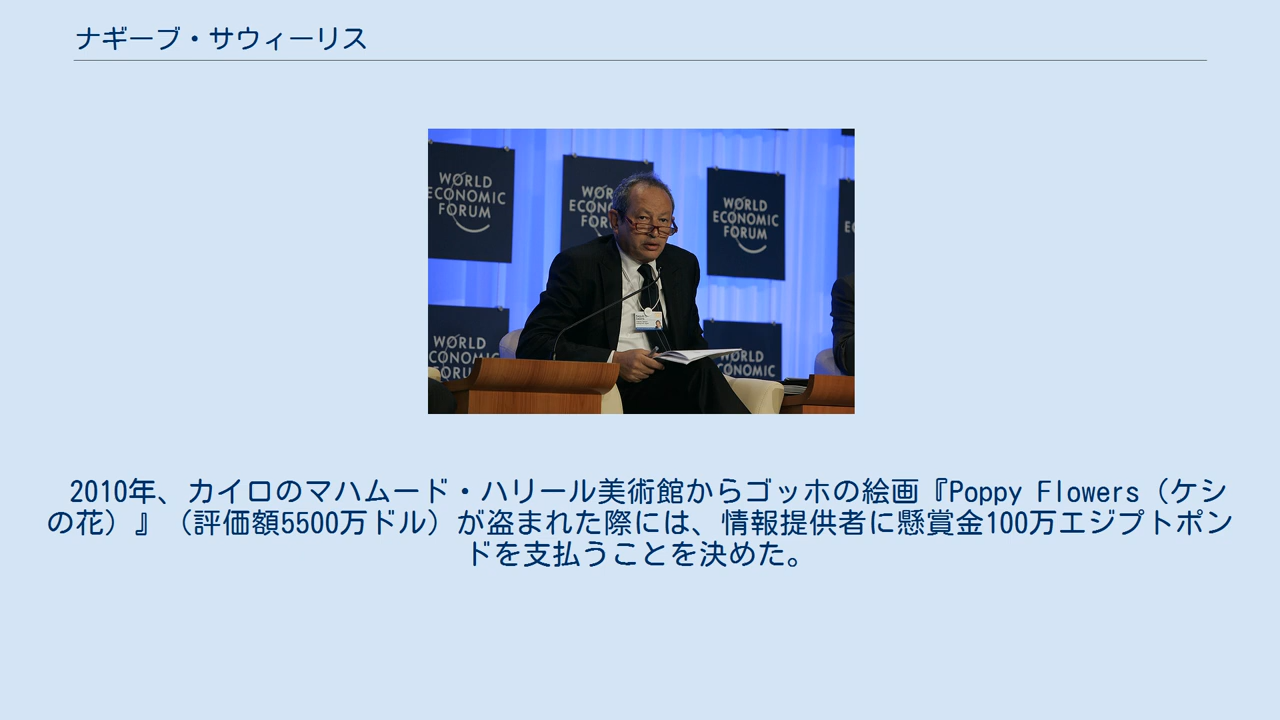 ナギーブ・サウィーリス
WORLD
ECONOMIC
FORUM
WORLD
ECONOMIC
FORUM
WORLD
ECONOMIC
FORUM
WORLD
ECONOMIC
2010年、カイロのマハムード・ハリール美術館からゴッホの絵画『Poppy Flowers（ケシ
の花）』（評価額5500万ドル）が盗まれた際には、情報提供者に懸賞金100万エジプトポン
ドを支払うことを決めた。